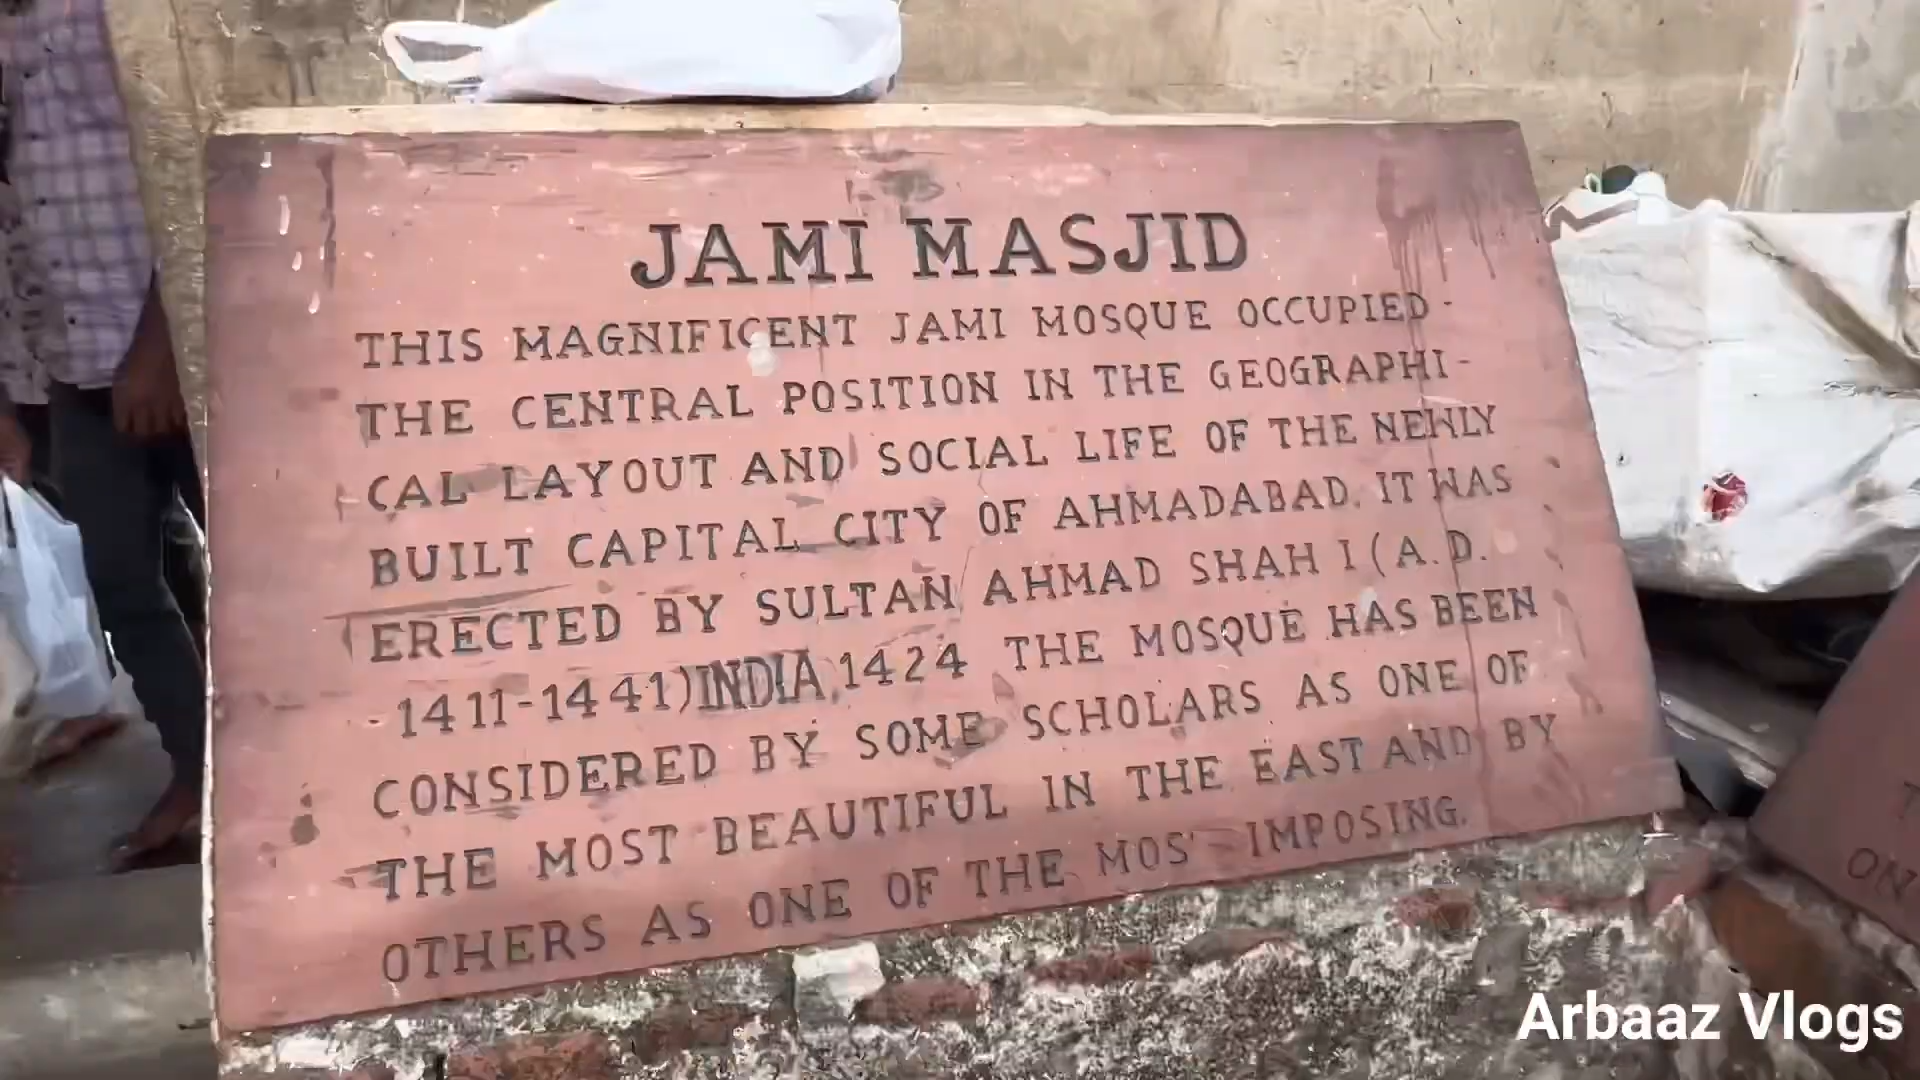 JAMI MASJID
THIS MAGNIFICENT JAMI MOSQUE OCCUPIED-
THE CENTRAL POSITION IN THE GEOGRAPHI-
CAL LAYOUT AND SOCIAL LIFE OF THE NEWLY
BUILT CAPITAL CITY OF AHMADABAD. IT WAS
ERECTED BY SULTAN AHMAD SHAH I (A.D.
-1411-1441) INDIA, 1424 THE MOSQUE HAS BEEN
CONSIDERED BY SOME SCHOLARS AS ONE OF
THE MOST BEAUTIFUL IN THE EAST AND BY
OTHERS AS ONE OF THE MOS' IMPOSING.
ON
Arbaaz Vlogs